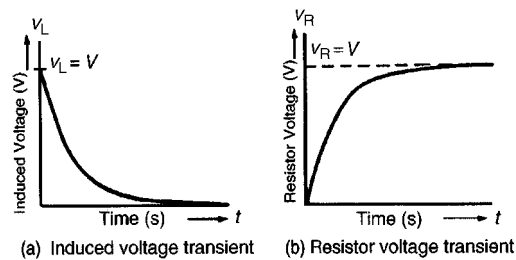 vL
vL = V
Induced Voltage (V)
Time (s)
t
(a) Induced voltage transient
vR
vR = V
Resistor Voltage (V)
Time (s)
t
(b) Resistor voltage transient